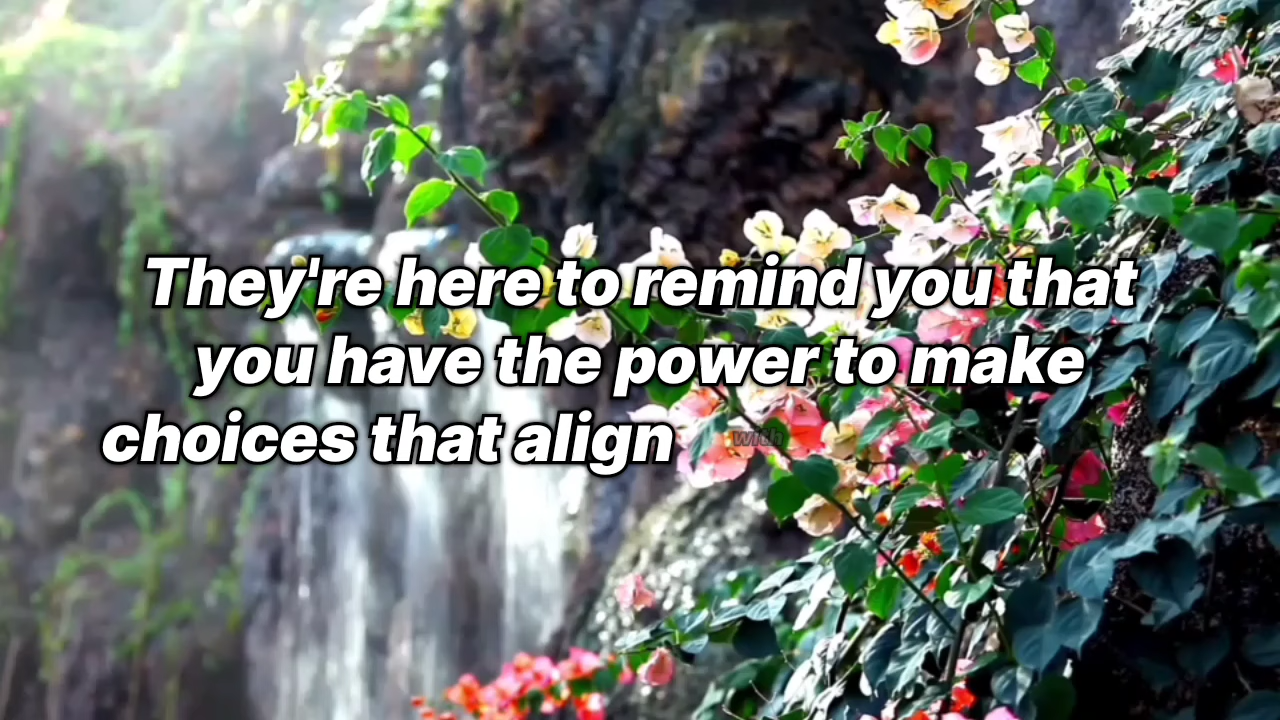 They're here to remind you that
you have the power to make
choices that align with